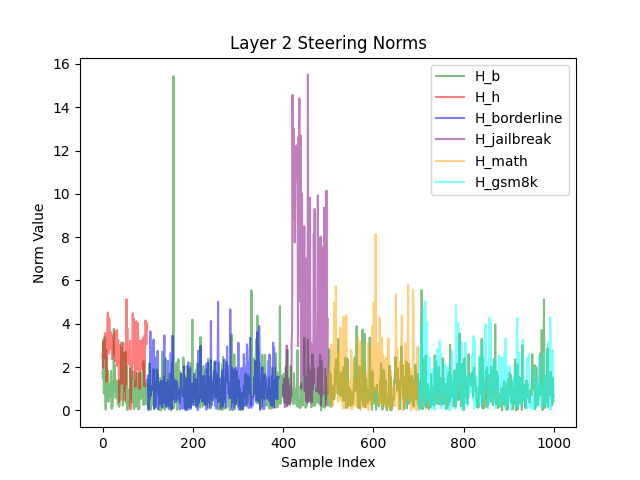 Layer 2 Steering Norms
16
14
12
10
8
6
4
2
0
Norm Value
H_b
H_h
H_borderline
H_jailbreak
H_math
H_gsm8k
0
200
400
600
800
1000
Sample Index